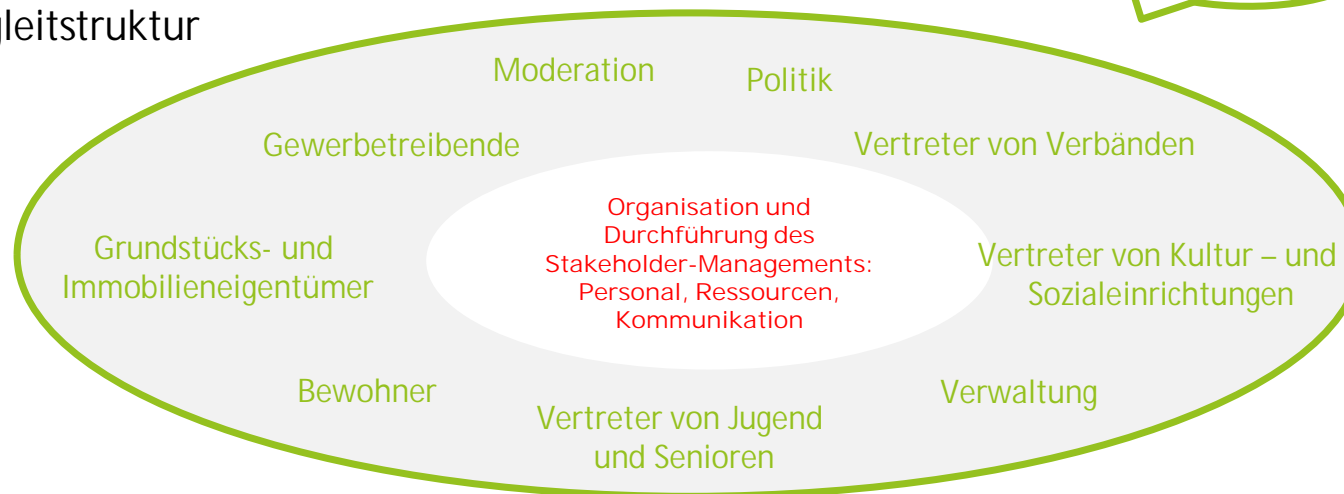 gleitstruktur
Moderation
Politik
Gewerbetreibende
Vertreter von Verbänden
Organisation und
Durchführung des
Stakeholder-Managements:
Personal, Ressourcen,
Kommunikation
Grundstücks- und
Immobilieneigentümer
Vertreter von Kultur – und
Sozialeinrichtungen
Bewohner
Vertreter von Jugend
und Senioren
Verwaltung